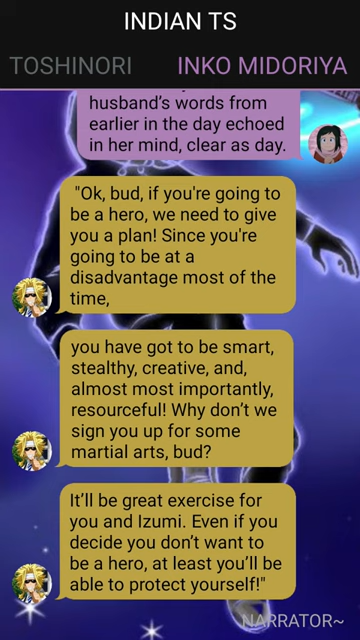 INDIAN TS
TOSHINORI
INKO MIDORIYA
husband's words from
earlier in the day echoed
in her mind, clear as day.
"Ok, bud, if you're going to
be a hero, we need to give
you a plan! Since you're
going to be at a
disadvantage most of the
time,
you have got to be smart,
stealthy, creative, and,
almost most importantly,
resourceful! Why don't we
sign you up for some
martial arts, bud?
It'll be great exercise for
you and Izumi. Even if you
decide you don't want to
be a hero, at least you'll be
able to protect yourself!"
NARRATOR~